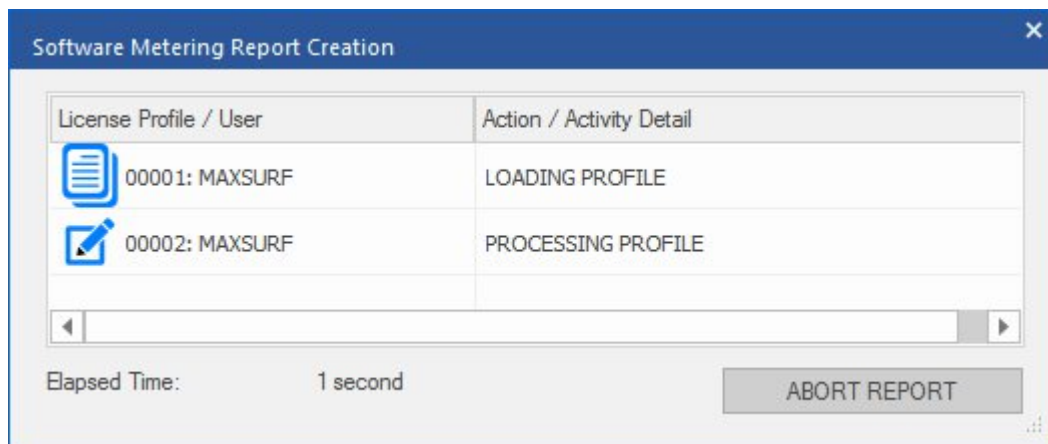 Software Metering Report Creation
License Profile / User Action / Activity Detail
00001: MAXSURF LOADING PROFILE
00002: MAXSURF PROCESSING PROFILE
Elapsed Time: 1 second ABORT REPORT